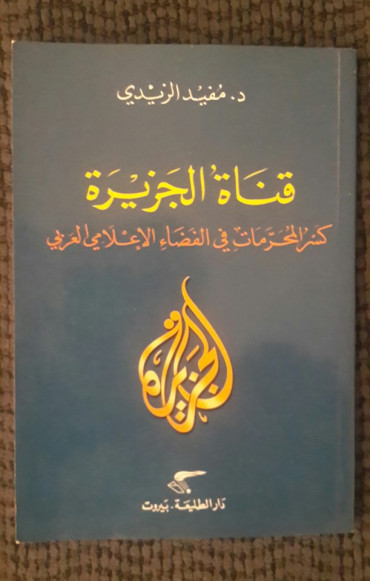 د. مفيد الزيدي
قناة الجزيرة
كسر المحرمات في الفضاء الإعلامي العربي
الجزيرة
دار الطليعة . بيروت